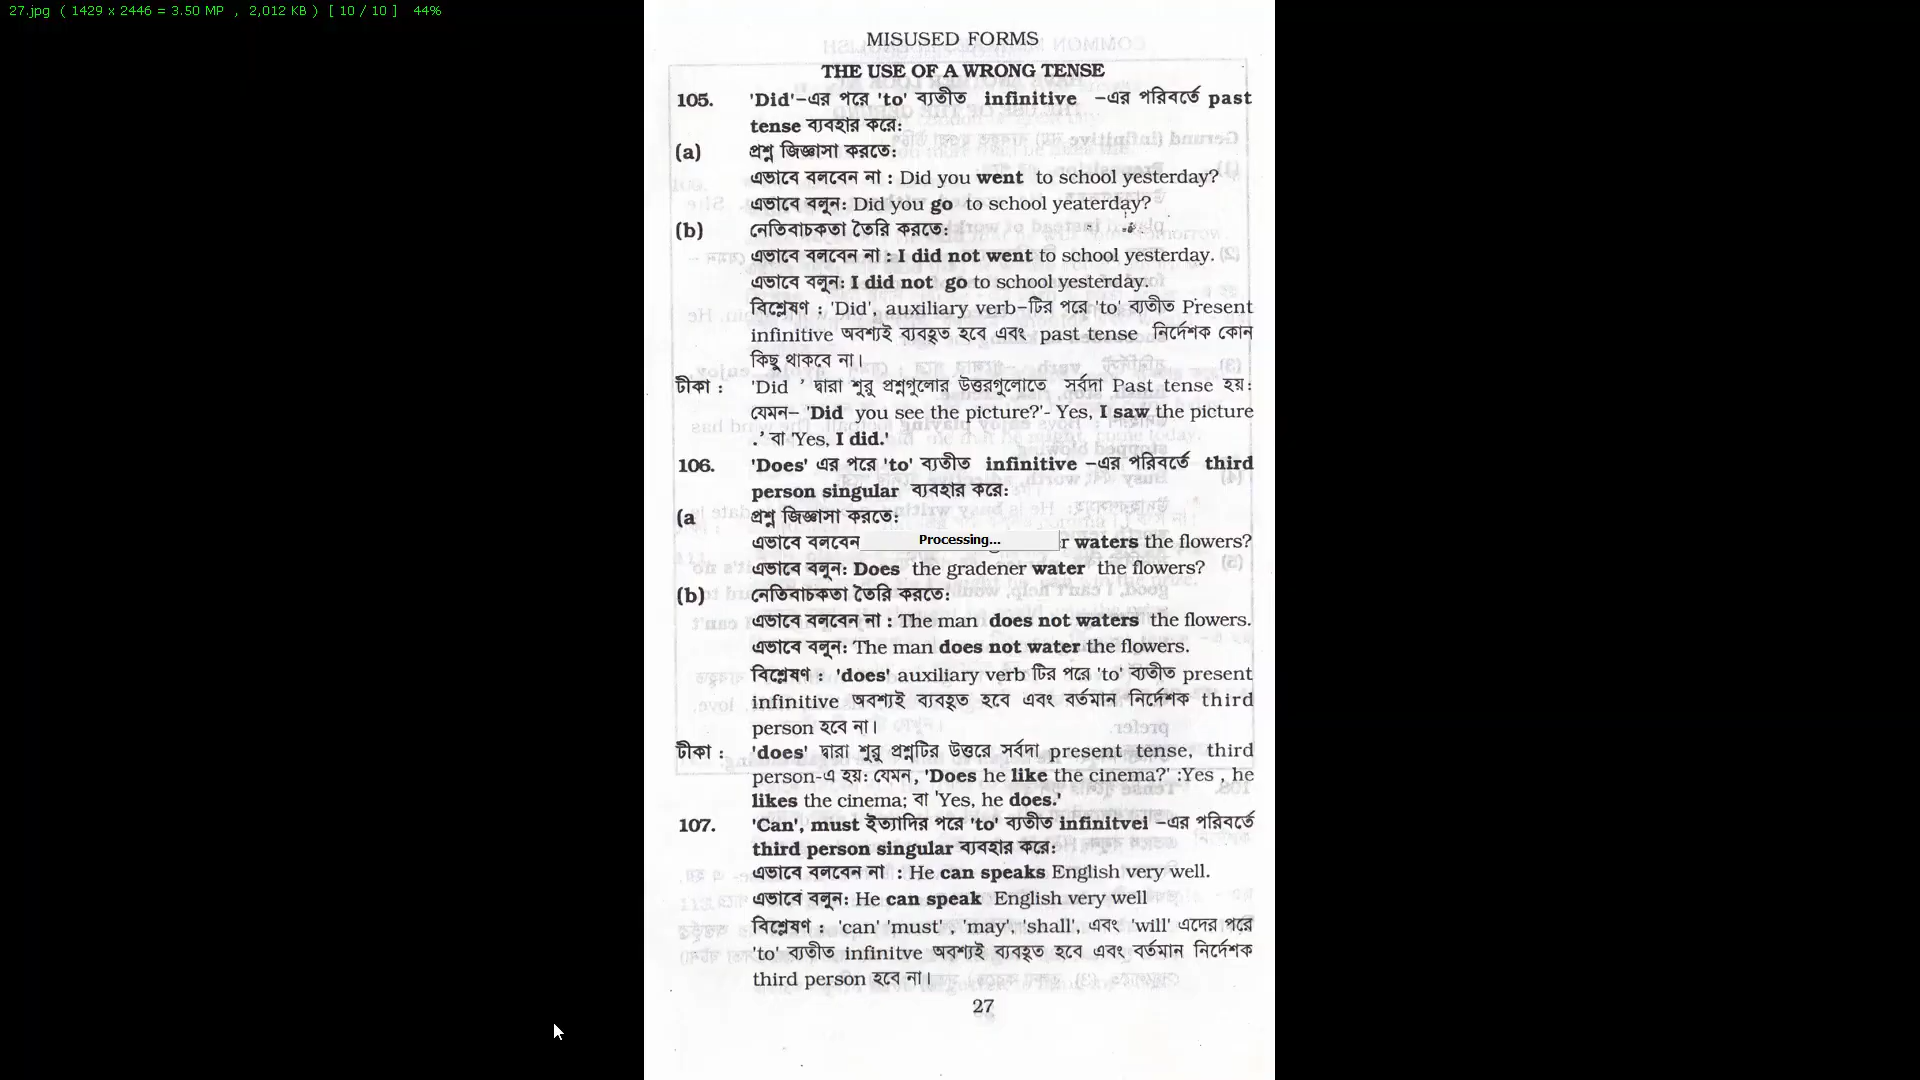 27.jpg ( 1429 x 2446 = 3.50 MP , 2,012 KB ) [ 10 / 10 ] 44%
MISUSED FORMS
THE USE OF A WRONG TENSE
105. 'Did'-এর পরে 'to' ব্যতীত infinitive -এর পরিবর্তে past
tense ব্যবহার করে:
(a) প্রশ্ন জিজ্ঞাসা করতে:
এভাবে বলবেন না : Did you went to school yesterday?
এভাবে বলুন: Did you go to school yeaterday?
(b) নেতিবাচকতা তৈরি করতে:
এভাবে বলবেন না : I did not went to school yesterday.
এভাবে বলুন: I did not go to school yesterday.
বিশ্লেষণ : 'Did', auxiliary verb-টির পরে 'to' ব্যতীত Present
infinitive অবশ্যই ব্যবহূত হবে এবং past tense নির্দেশক কোন
কিছু থাকবে না।
টীকা : 'Did ' দ্বারা শুরু প্রশ্নগুলোর উত্তরগুলোতে সর্বদা Past tense হয়:
যেমন- 'Did you see the picture?'- Yes, I saw the picture
.' বা 'Yes, I did.'
106. 'Does' এর পরে 'to' ব্যতীত infinitive -এর পরিবর্তে third
person singular ব্যবহার করে:
(a প্রশ্ন জিজ্ঞাসা করতে:
এভাবে বলবেন Processing... r waters the flowers?
এভাবে বলুন: Does the gradener water the flowers?
(b) নেতিবাচকতা তৈরি করতে:
এভাবে বলবেন না : The man does not waters the flowers.
এভাবে বলুন: The man does not water the flowers.
বিশ্লেষণ : 'does' auxiliary verb টির পরে 'to' ব্যতীত present
infinitive অবশ্যই ব্যবহূত হবে এবং বর্তমান নির্দেশক third
person হবে না।
টীকা : 'does' দ্বারা শুরু প্রশ্নটির উত্তরে সর্বদা present tense, third
person-এ হয়: যেমন, 'Does he like the cinema?' :Yes , he
likes the cinema; বা 'Yes, he does.'
107. 'Can', must ইত্যাদির পরে 'to' ব্যতীত infinitvei -এর পরিবর্তে
third person singular ব্যবহার করে:
এভাবে বলবেন না : He can speaks English very well.
এভাবে বলুন: He can speak English very well
বিশ্লেষণ : 'can' 'must' , 'may', 'shall', এবং 'will' এদের পরে
'to' ব্যতীত infinitve অবশ্যই ব্যবহূত হবে এবং বর্তমান নির্দেশক
third person হবে না।
27